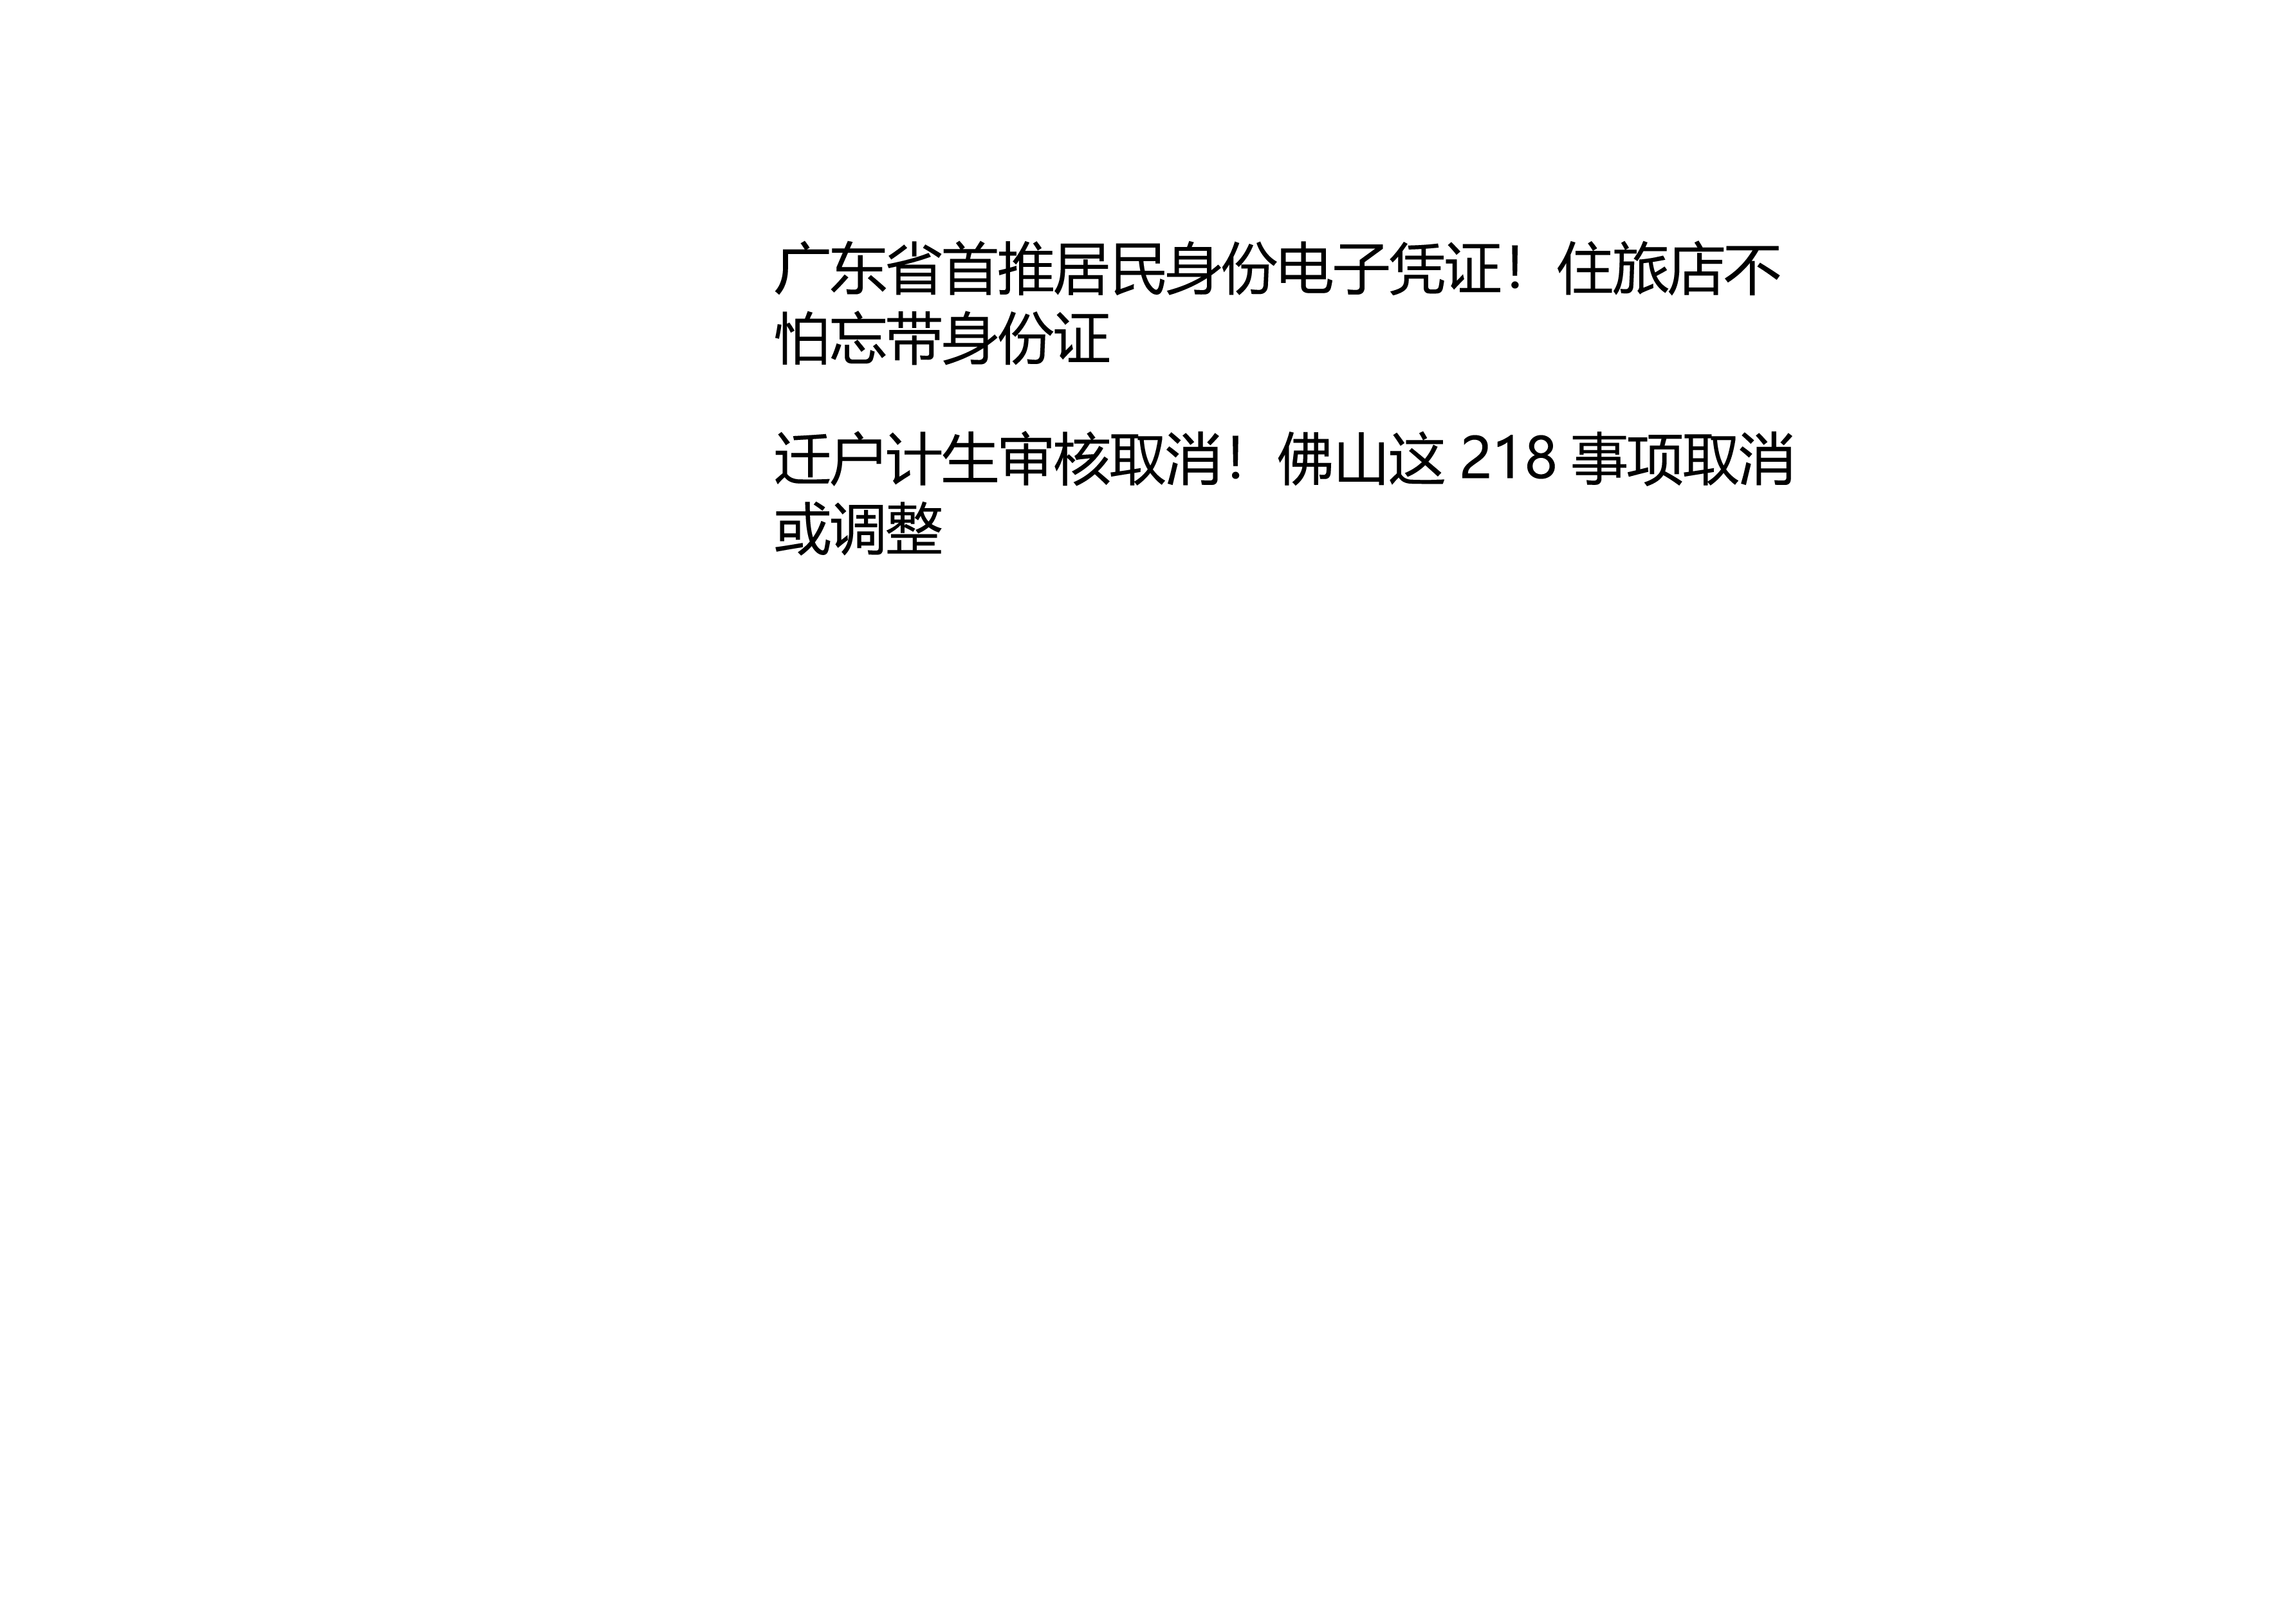 广东省首推居民身份电子凭证！住旅店不
怕忘带身份证
迁户计生审核取消！佛山这 218 事项取消
或调整